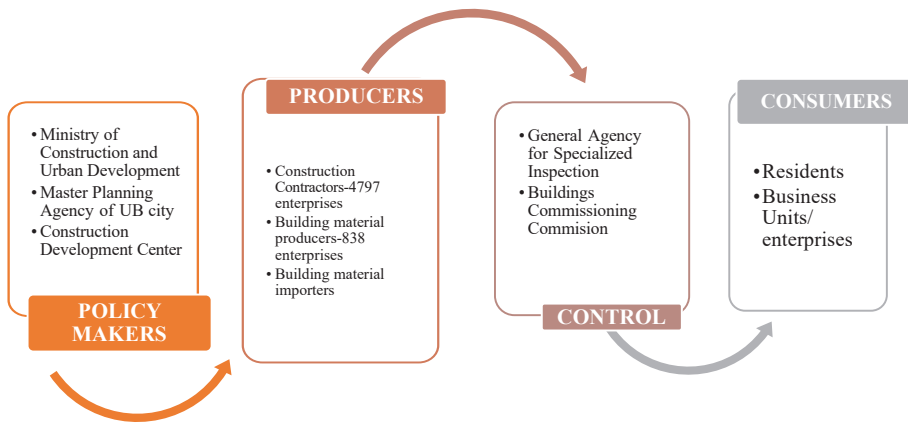 • Ministry of
Construction and
Urban Development
• Master Planning
Agency of UB city
• Construction
Development Center
POLICY
MAKERS
PRODUCERS
• Construction
Contractors-4797
enterprises
• Building material
producers-838
enterprises
• Building material
importers
• General Agency
for Specialized
Inspection
• Buildings
Commissioning
Commision
CONTROL
CONSUMERS
• Residents
• Business
Units/
enterprises